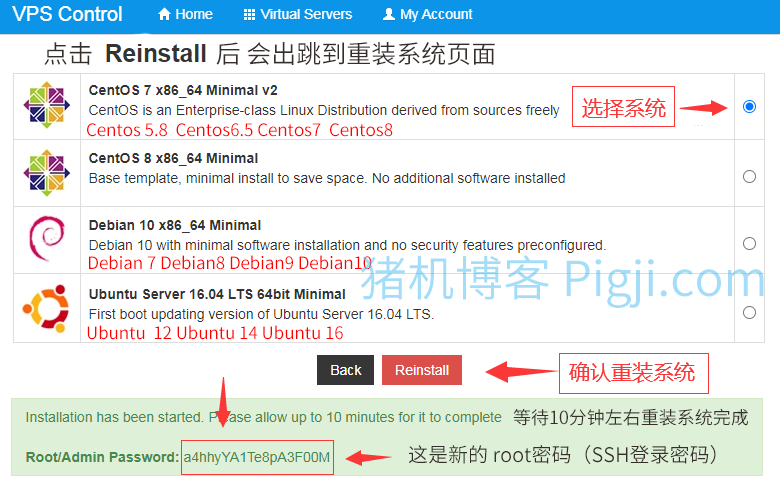 VPS Control Home Virtual Servers My Account
点击 Reinstall 后 会出跳到重装系统页面
CentOS 7 x86_64 Minimal v2
CentOS is an Enterprise-class Linux Distribution derived from sources freely
选择系统
Centos 5.8 Centos6.5 Centos7 Centos8
CentOS 8 x86_64 Minimal
Base template, minimal install to save space. No additional software installed
Debian 10 x86_64 Minimal
Debian 10 with minimal software installation and no security features preconfigured.
Debian 7 Debian8 Debian9 Debian10
猪机博客 Pigji.com
Ubuntu Server 16.04 LTS 64bit Minimal
First boot updating version of Ubuntu Server 16.04 LTS.
Ubuntu 12 Ubuntu 14 Ubuntu 16
Back Reinstall 确认重装系统
Installation has been started. Please allow up to 10 minutes for it to complete 等待10分钟左右重装系统完成
Root/Admin Password: a4hhyYA1Te8pA3F00M 这是新的 root密码（SSH登录密码）